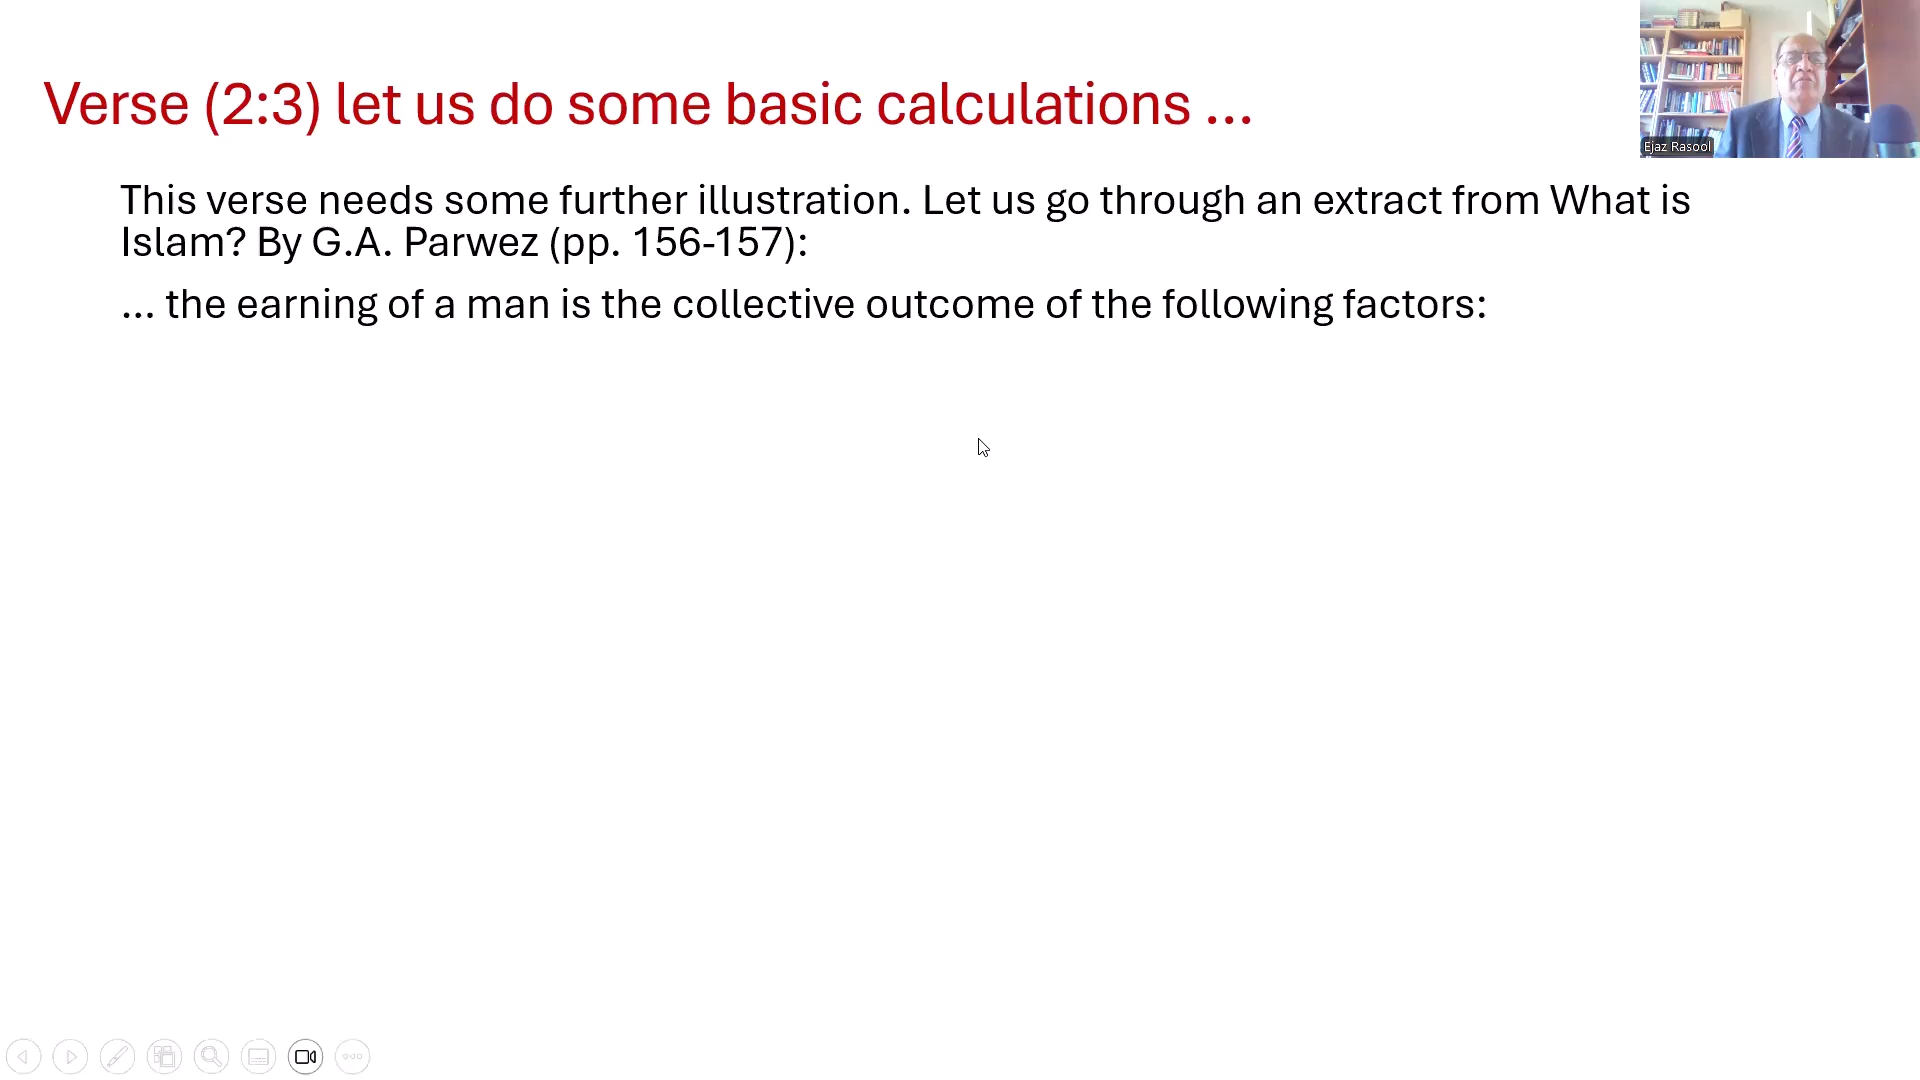 Verse (2:3) let us do some basic calculations ...
Ejaz Rasool
This verse needs some further illustration. Let us go through an extract from What is
Islam? By G.A. Parwez (pp. 156-157):
... the earning of a man is the collective outcome of the following factors: